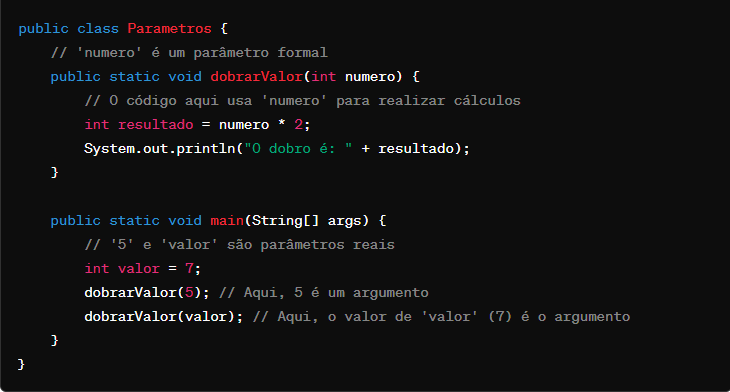 public class Parametros {
// 'numero' é um parâmetro formal
public static void dobrarValor(int numero) {
// O código aqui usa 'numero' para realizar cálculos
int resultado = numero * 2;
System.out.println("O dobro é: " + resultado);
}
public static void main(String[] args) {
// '5' e 'valor' são parâmetros reais
int valor = 7;
dobrarValor(5); // Aqui, 5 é um argumento
dobrarValor(valor); // Aqui, o valor de 'valor' (7) é o argumento
}
}